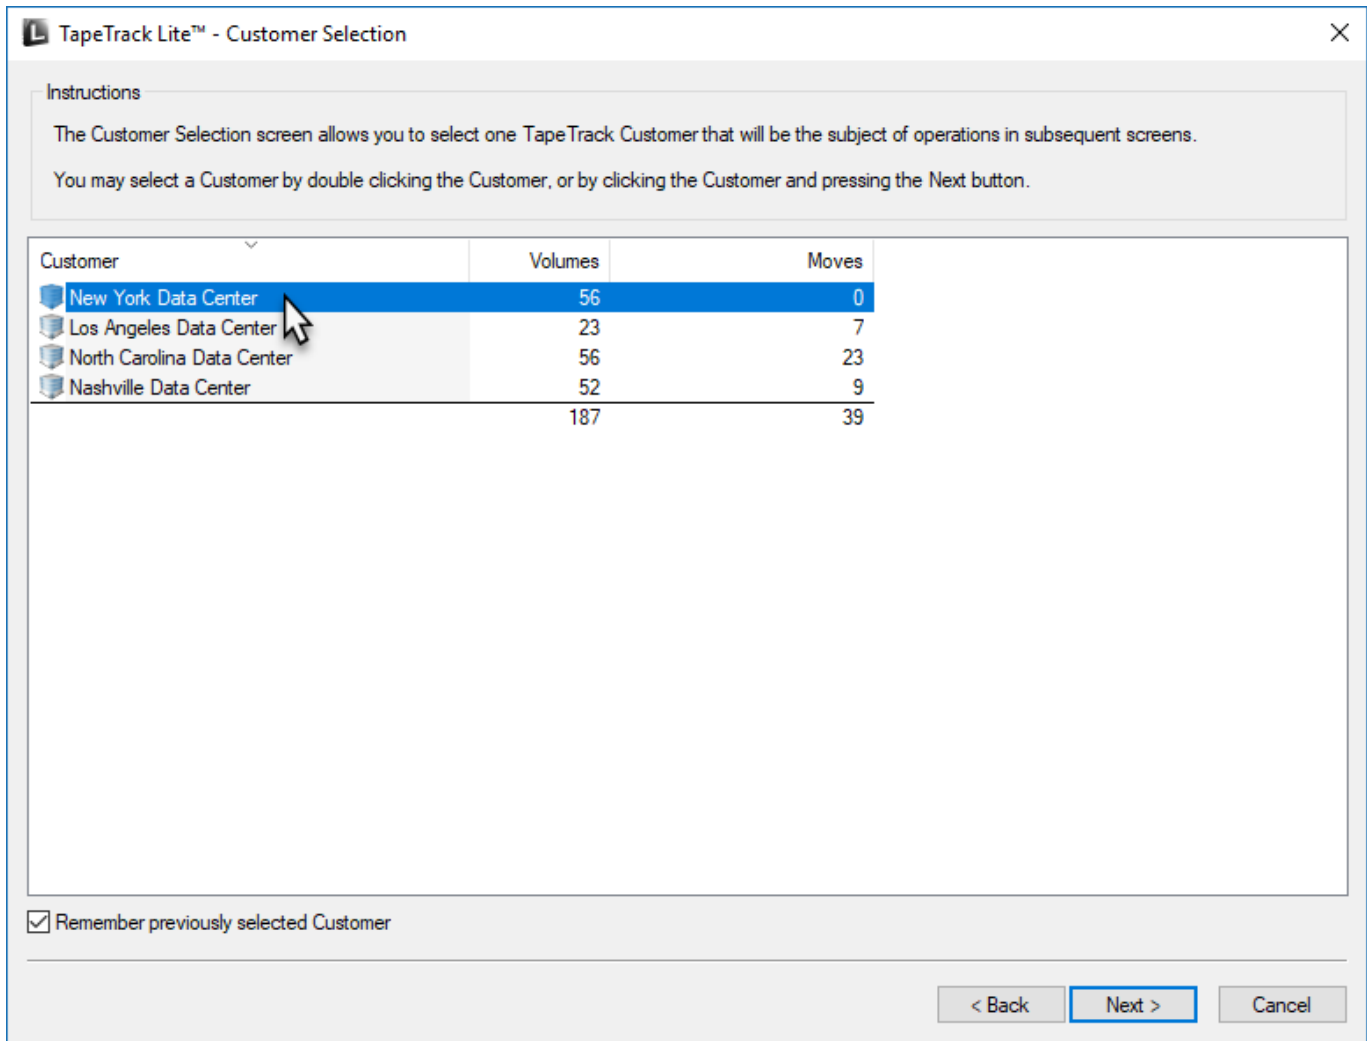 TapeTrack Lite™ - Customer Selection
Instructions
The Customer Selection screen allows you to select one TapeTrack Customer that will be the subject of operations in subsequent screens.
You may select a Customer by double clicking the Customer, or by clicking the Customer and pressing the Next button.
Customer Volumes Moves
New York Data Center 56 0
Los Angeles Data Center 23 7
North Carolina Data Center 56 23
Nashville Data Center 52 9
187 39
Remember previously selected Customer
< Back Next > Cancel